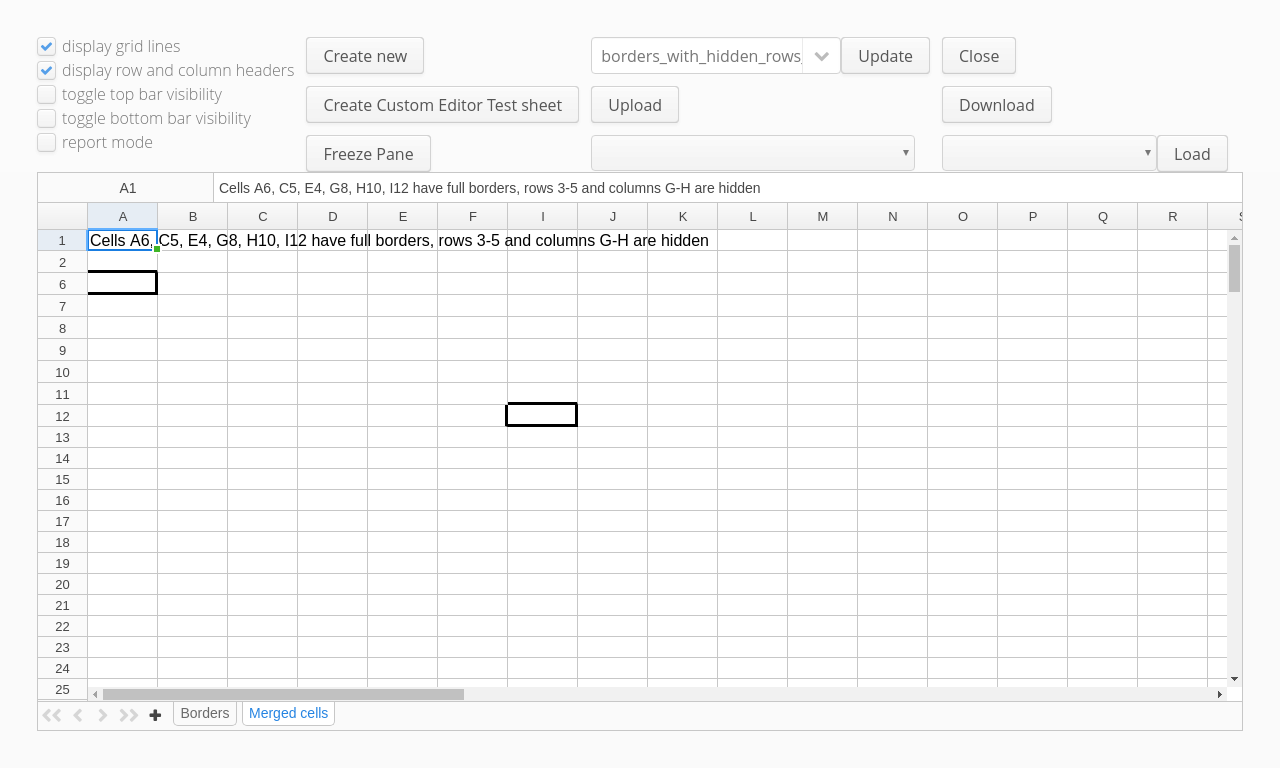 display grid lines
display row and column headers
toggle top bar visibility
toggle bottom bar visibility
report mode
Create new
borders_with_hidden_rows_
Update
Close
Create Custom Editor Test sheet
Upload
Download
Freeze Pane
Load
A1
Cells A6, C5, E4, G8, H10, I12 have full borders, rows 3-5 and columns G-H are hidden
A B C D E F I J K L M N O P Q R S
1 Cells A6, C5, E4, G8, H10, I12 have full borders, rows 3-5 and columns G-H are hidden
2
6
7
8
9
10
11
12
13
14
15
16
17
18
19
20
21
22
23
24
25
Borders
Merged cells